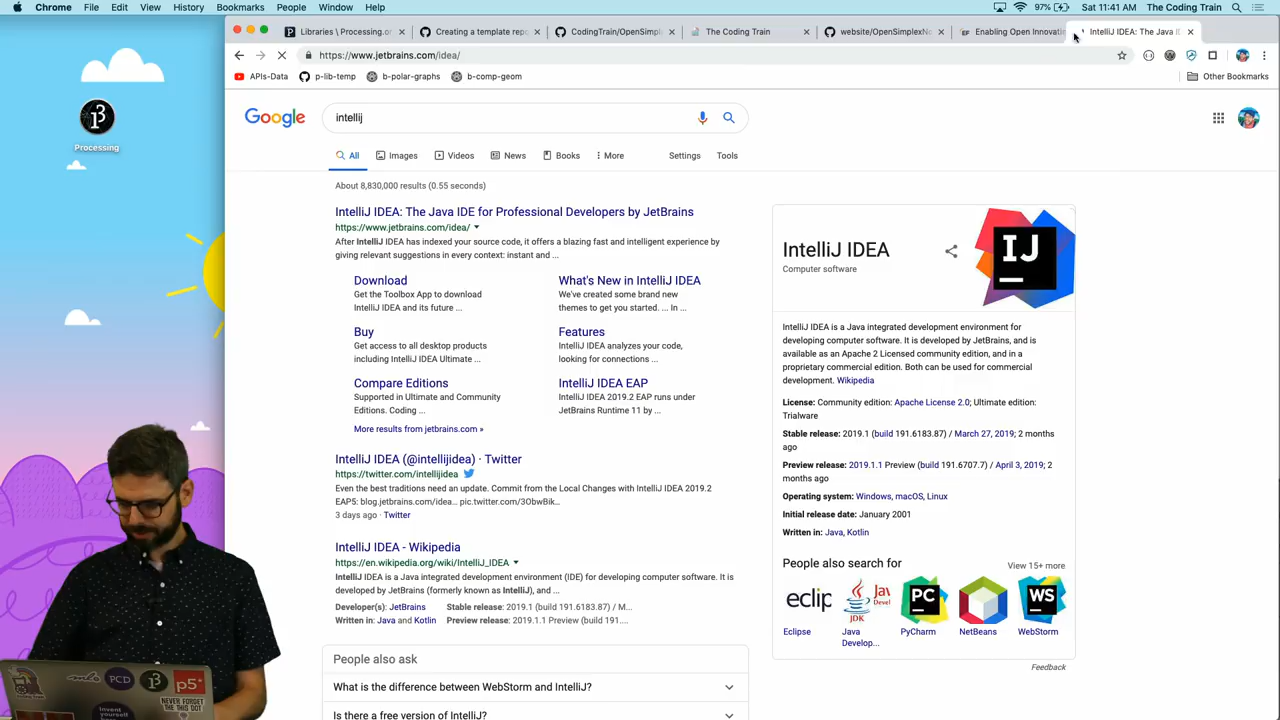 Chrome File Edit View History Bookmarks People Window Help 97% Sat 11:41 AM The Coding Train
Libraries \ Processing.or Creating a template repo CodingTrain/OpenSimpl The Coding Train website/OpenSimplexNo Enabling Open Innovatio IntelliJ IDEA: The Java ID
https://www.jetbrains.com/idea/
APIs-Data p-lib-temp b-polar-graphs b-comp-geom Other Bookmarks
Google intellij
Processing
All Images Videos News Books More Settings Tools
About 8,830,000 results (0.55 seconds)
IntelliJ IDEA: The Java IDE for Professional Developers by JetBrains
https://www.jetbrains.com/idea/
After IntelliJ IDEA has indexed your source code, it offers a blazing fast and intelligent experience by
giving relevant suggestions in every context: instant and ...
Download
Get the Toolbox App to download
IntelliJ IDEA and its future ...
What's New in IntelliJ IDEA
We've created some brand new
themes to get you started. ... In ...
Buy
Get access to all desktop products
including IntelliJ IDEA Ultimate ...
Features
IntelliJ IDEA analyzes your code,
looking for connections ...
Compare Editions
Supported in Ultimate and Community
Editions. Coding ...
IntelliJ IDEA EAP
IntelliJ IDEA 2019.2 EAP runs under
JetBrains Runtime 11 by ...
More results from jetbrains.com »
IntelliJ IDEA (@intellijidea) · Twitter
https://twitter.com/intellijidea
Even the best traditions need an update. Commit from the Local Changes with IntelliJ IDEA 2019.2
EAP5: blog.jetbrains.com/idea... pic.twitter.com/3ObwBik...
3 days ago · Twitter
IntelliJ IDEA - Wikipedia
https://en.wikipedia.org/wiki/IntelliJ_IDEA
IntelliJ IDEA is a Java integrated development environment (IDE) for developing computer software. It is
developed by JetBrains (formerly known as IntelliJ), and ...
Developer(s): JetBrains Stable release: 2019.1 (build 191.6183.87) / M...
Written in: Java and Kotlin Preview release: 2019.1.1 Preview (build 191....
People also ask
What is the difference between WebStorm and IntelliJ?
Is there a free version of IntelliJ?
IntelliJ IDEA
Computer software
IJ
IntelliJ IDEA is a Java integrated development environment for
developing computer software. It is developed by JetBrains, and is
available as an Apache 2 Licensed community edition, and in a
proprietary commercial edition. Both can be used for commercial
development. Wikipedia
License: Community edition: Apache License 2.0; Ultimate edition:
Trialware
Stable release: 2019.1 (build 191.6183.87) / March 27, 2019; 2 months
ago
Preview release: 2019.1.1 Preview (build 191.6707.7) / April 3, 2019; 2
months ago
Operating system: Windows, macOS, Linux
Initial release date: January 2001
Written in: Java, Kotlin
People also search for View 15+ more
eclip Jav Devel JDK PC WS
Eclipse Java Develop... PyCharm NetBeans WebStorm
Feedback
PCD
p5*
NEVER FORGET
THE THIS DOT